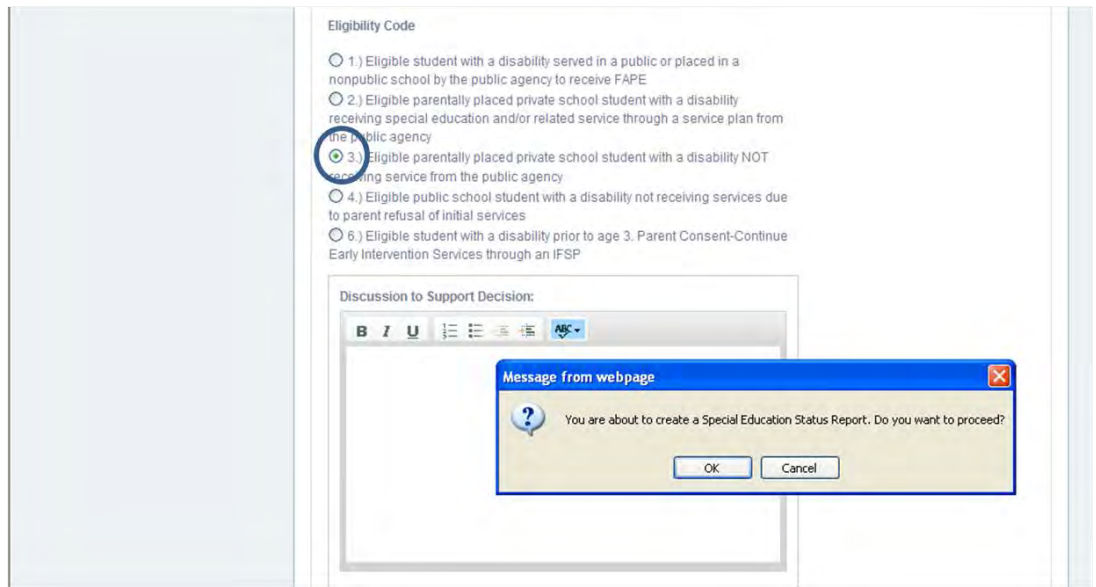 Eligibility Code
1.) Eligible student with a disability served in a public or placed in a
nonpublic school by the public agency to receive FAPE
2.) Eligible parentally placed private school student with a disability
receiving special education and/or related service through a service plan from
the public agency
3.) Eligible parentally placed private school student with a disability NOT
receiving service from the public agency
4.) Eligible public school student with a disability not receiving services due
to parent refusal of initial services
6.) Eligible student with a disability prior to age 3. Parent Consent-Continue
Early Intervention Services through an IFSP
Discussion to Support Decision:
B I U ABC
Message from webpage
You are about to create a Special Education Status Report. Do you want to proceed?
OK Cancel